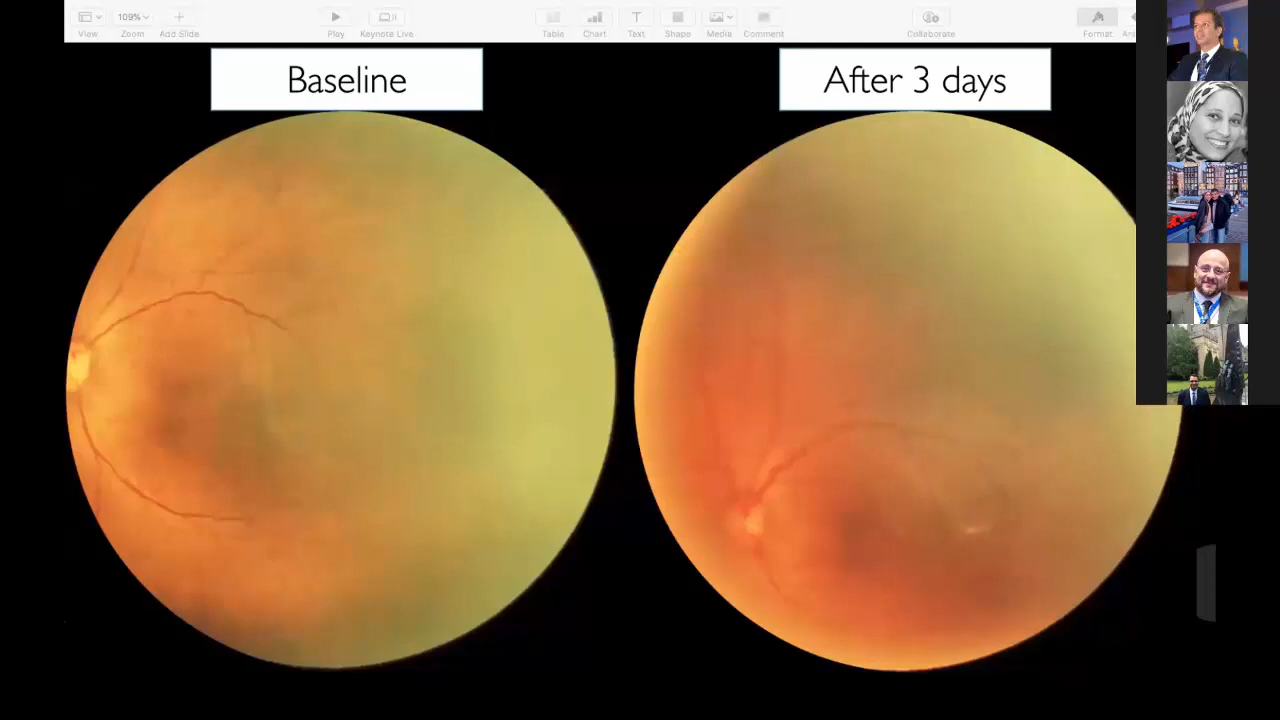 109%
View
Zoom
Add Slide
Play
Keynote Live
Table
Chart
Text
Shape
Media
Comment
Collaborate
Format
Baseline
After 3 days